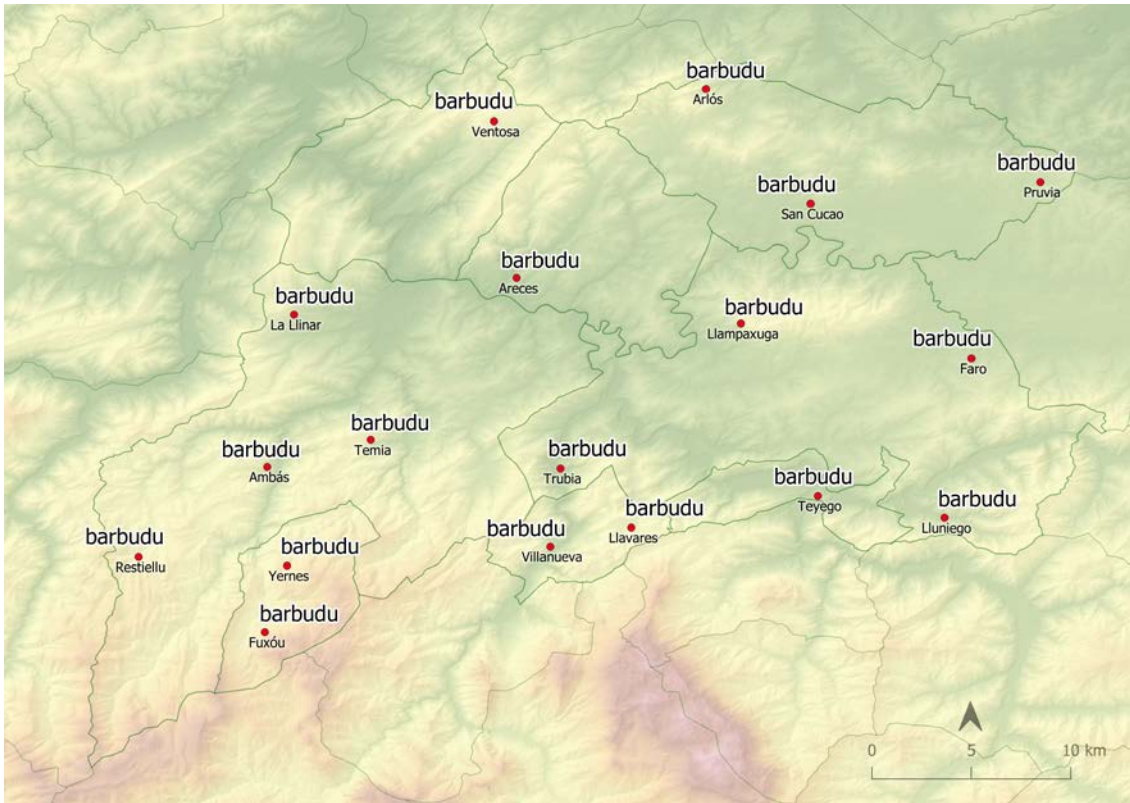 barbudu
Arlós
barbudu
Ventosa
barbudu
Pruvia
barbudu
San Cucao
barbudu
Areces
barbudu
La Llinar
barbudu
Llampaxuga
barbudu
Faro
barbudu
Temia
barbudu
Ambás
barbudu
Trubia
barbudu
Teyego
barbudu
Llavares
barbudu
Lluniego
barbudu
Villanueva
barbudu
Restiellu
barbudu
Yernes
barbudu
Fuxóu
0 5 10 km